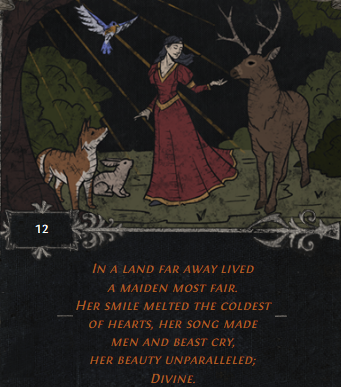 12
In a land far away lived
a maiden most fair.
Her smile melted the coldest
of hearts, her song made
men and beast cry,
her beauty unparalleled;
Divine.